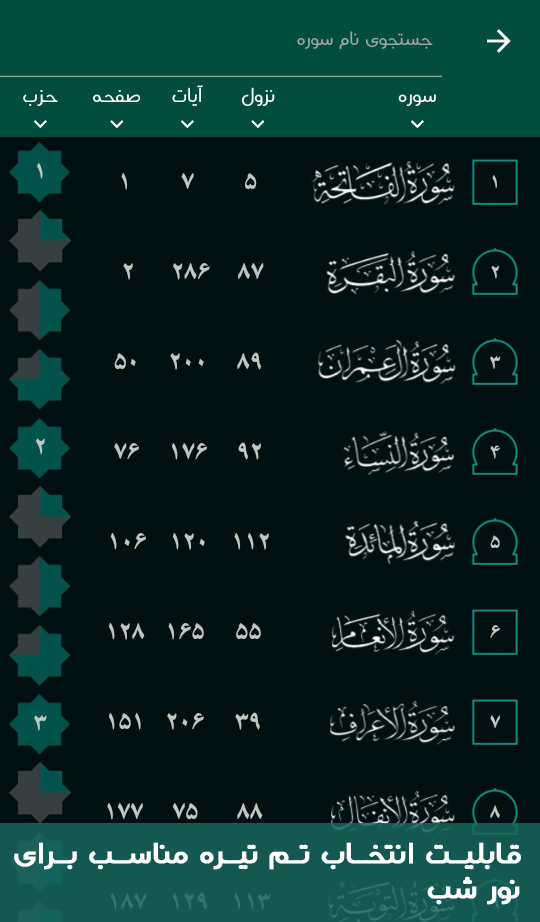 جستجوی نام سوره
سوره نزول آیات صفحه حزب
۱ سُورَةُ الفَاتِحَة ۵ ۷ ۱ ۱
۲ سُورَةُ البَقَرَة ۸۷ ۲۸۶ ۲
۳ سُورَةُ آل عِمْرَان ۸۹ ۲۰۰ ۵۰
۴ سُورَةُ النِّسَاء ۹۲ ۱۷۶ ۷۶ ۲
۵ سُورَةُ المَائدَة ۱۱۲ ۱۲۰ ۱۰۶
۶ سُورَةُ الأَنعَام ۵۵ ۱۶۵ ۱۲۸
۷ سُورَةُ الأَعرَاف ۳۹ ۲۰۶ ۱۵۱ ۳
۸ سُورَةُ الأَنفَال ۸۸ ۷۵ ۱۷۷
سُورَةُ التَّوبَة ۱۱۳ ۱۲۹ ۱۸۷
قابلیت انتخاب تم تیره مناسب برای
نور شب